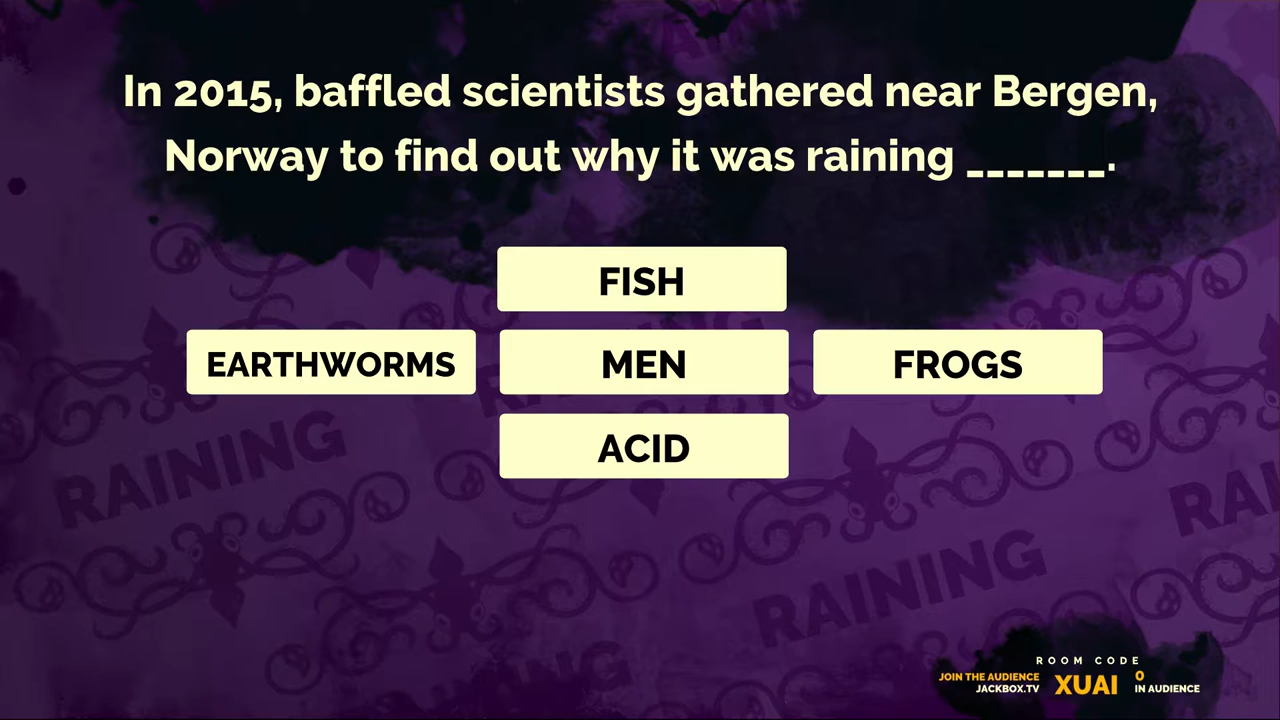 In 2015, baffled scientists gathered near Bergen,
Norway to find out why it was raining _______.
FISH
EARTHWORMS
MEN
FROGS
ACID
RAINING
RAINING
RAINING
RAI
RAINING
ROOM CODE
JOIN THE AUDIENCE
JACKBOX.TV
XUAI
0
IN AUDIENCE